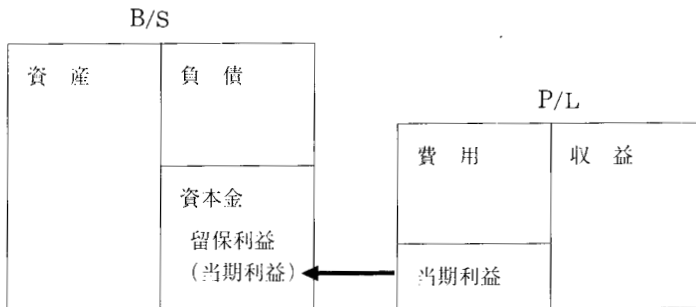 B/S
資 産
負 債
資本金
留保利益
(当期利益)
P/L
費 用
収 益
当期利益